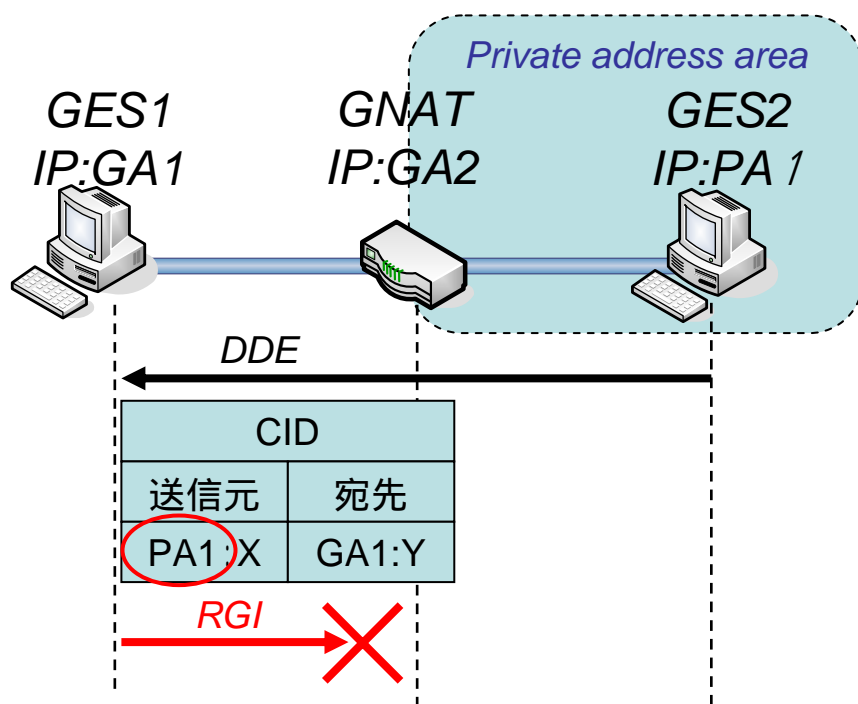 Private address area
GES1
IP:GA1
GNAT
IP:GA2
GES2
IP:PA1
DDE
CID
送信元
宛先
PA1:X
GA1:Y
RGI